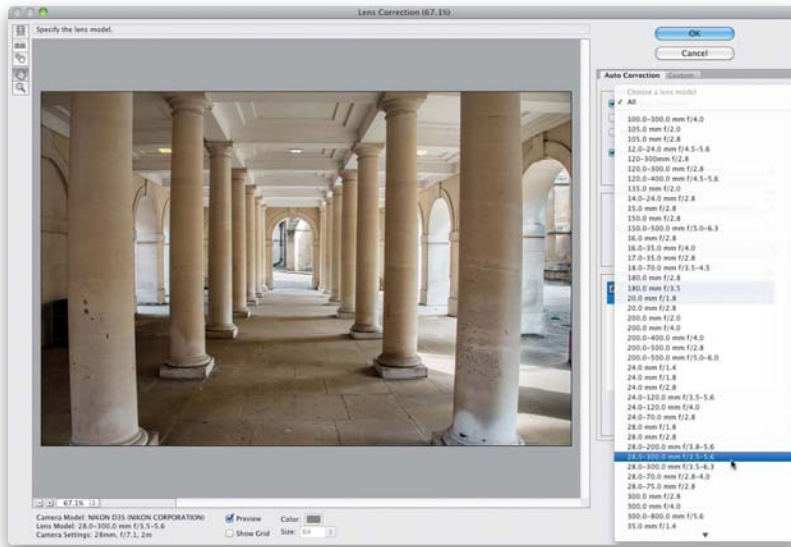 Lens Correction (67.1%)
Specify the lens model.
OK
Cancel
Auto Correction Custom
Choose a lens model
✓ All
100.0-300.0 mm f/4.0
105.0 mm f/2.0
105.0 mm f/2.8
12.0-24.0 mm f/4.5-5.6
120-300mm f/2.8
120.0-300.0 mm f/2.8
120.0-400.0 mm f/4.5-5.6
135.0 mm f/2.0
14.0-24.0 mm f/2.8
15.0 mm f/2.8
150.0 mm f/2.8
150.0-500.0 mm f/5.0-6.3
16.0 mm f/2.8
16.0-35.0 mm f/4.0
17.0-35.0 mm f/2.8
18.0-70.0 mm f/3.5-4.5
180.0 mm f/2.8
180.0 mm f/3.5
20.0 mm f/1.8
20.0 mm f/2.8
200.0 mm f/2.0
200.0 mm f/4.0
200.0-400.0 mm f/4.0
200.0-500.0 mm f/2.8
200.0-500.0 mm f/5.0-6.0
24.0 mm f/1.4
24.0 mm f/1.8
24.0 mm f/2.8
24.0-120.0 mm f/3.5-5.6
24.0-120.0 mm f/4.0
24.0-70.0 mm f/2.8
28.0 mm f/1.8
28.0 mm f/2.8
28.0-200.0 mm f/3.8-5.6
28.0-300.0 mm f/3.5-5.6
28.0-300.0 mm f/3.5-6.3
28.0-70.0 mm f/2.8-4.0
28.0-75.0 mm f/2.8
300.0 mm f/2.8
300.0 mm f/4.0
300.0-800.0 mm f/5.6
35.0 mm f/1.4
67.1%
Camera Model: NIKON D3S (NIKON CORPORATION)
Lens Model: 28.0-300.0 mm f/3.5-5.6
Camera Settings: 28mm, f/7.1, 2m
Preview Color:
Show Grid Size: 64